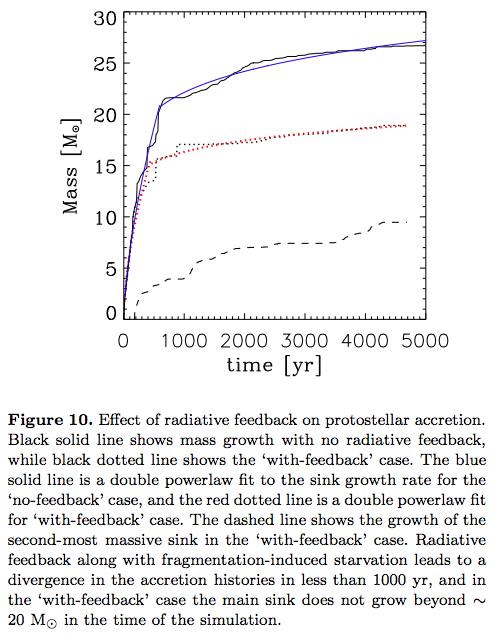 30
25
20
15
10
5
0
Mass [M☉]
0 1000 2000 3000 4000 5000
time [yr]
Figure 10. Effect of radiative feedback on protostellar accretion.
Black solid line shows mass growth with no radiative feedback,
while black dotted line shows the ‘with-feedback’ case. The blue
solid line is a double powerlaw fit to the sink growth rate for the
‘no-feedback’ case, and the red dotted line is a double powerlaw fit
for ‘with-feedback’ case. The dashed line shows the growth of the
second-most massive sink in the ‘with-feedback’ case. Radiative
feedback along with fragmentation-induced starvation leads to a
divergence in the accretion histories in less than 1000 yr, and in
the ‘with-feedback’ case the main sink does not grow beyond ∼
20 M☉ in the time of the simulation.